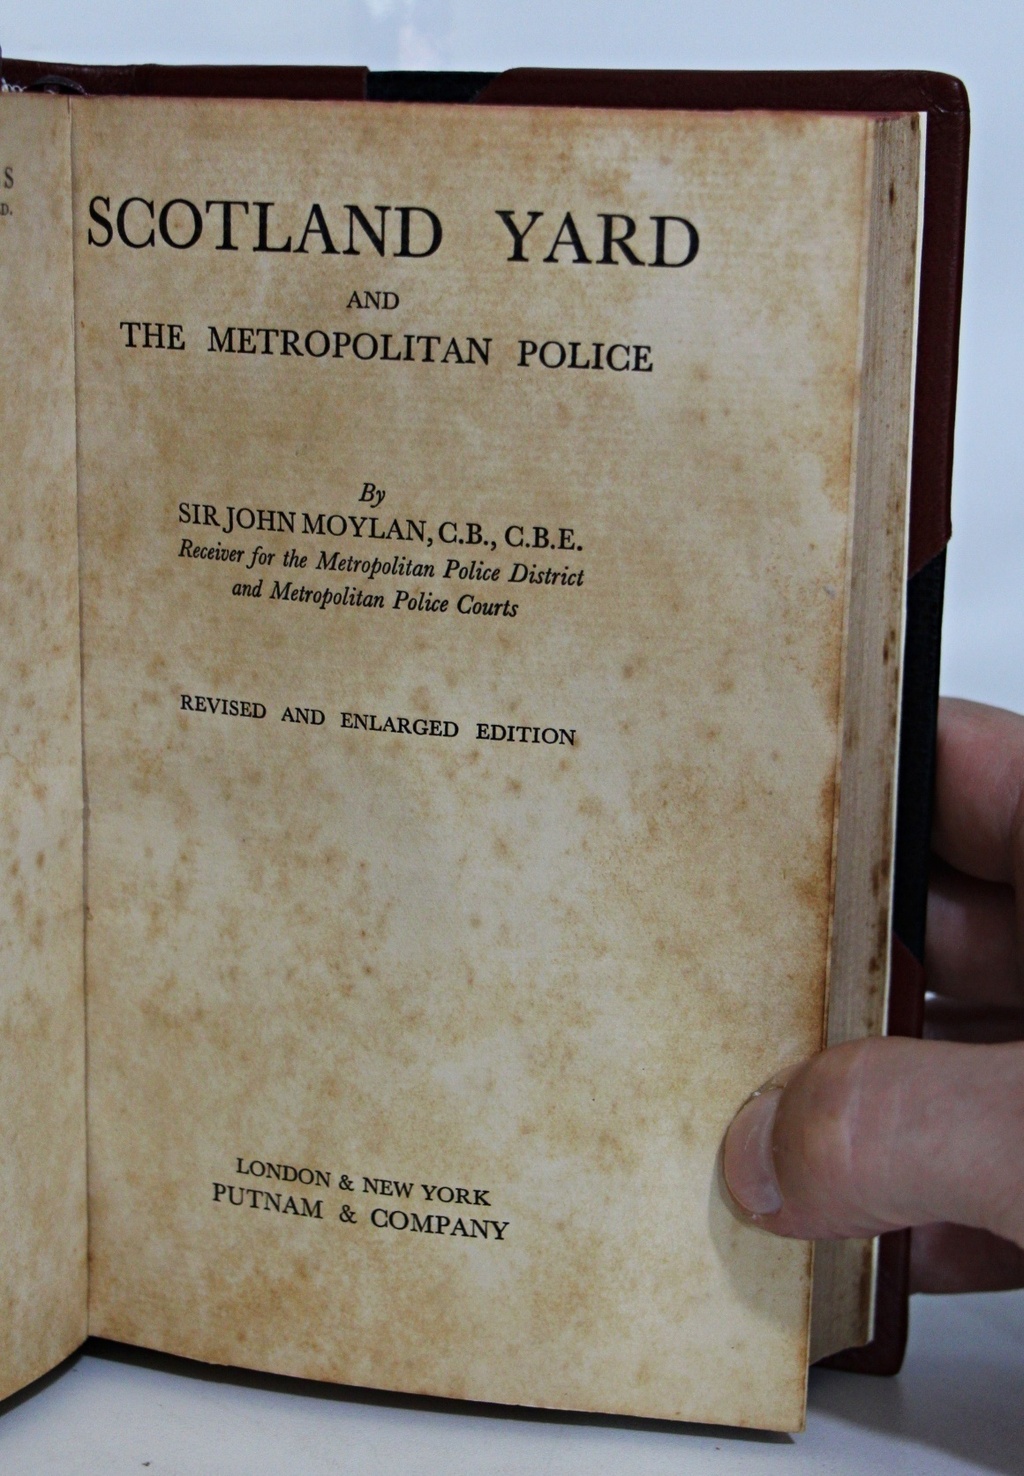 S
D.
SCOTLAND YARD
AND
THE METROPOLITAN POLICE
By
SIR JOHN MOYLAN, C.B., C.B.E.
Receiver for the Metropolitan Police District
and Metropolitan Police Courts
REVISED AND ENLARGED EDITION
LONDON & NEW YORK
PUTNAM & COMPANY